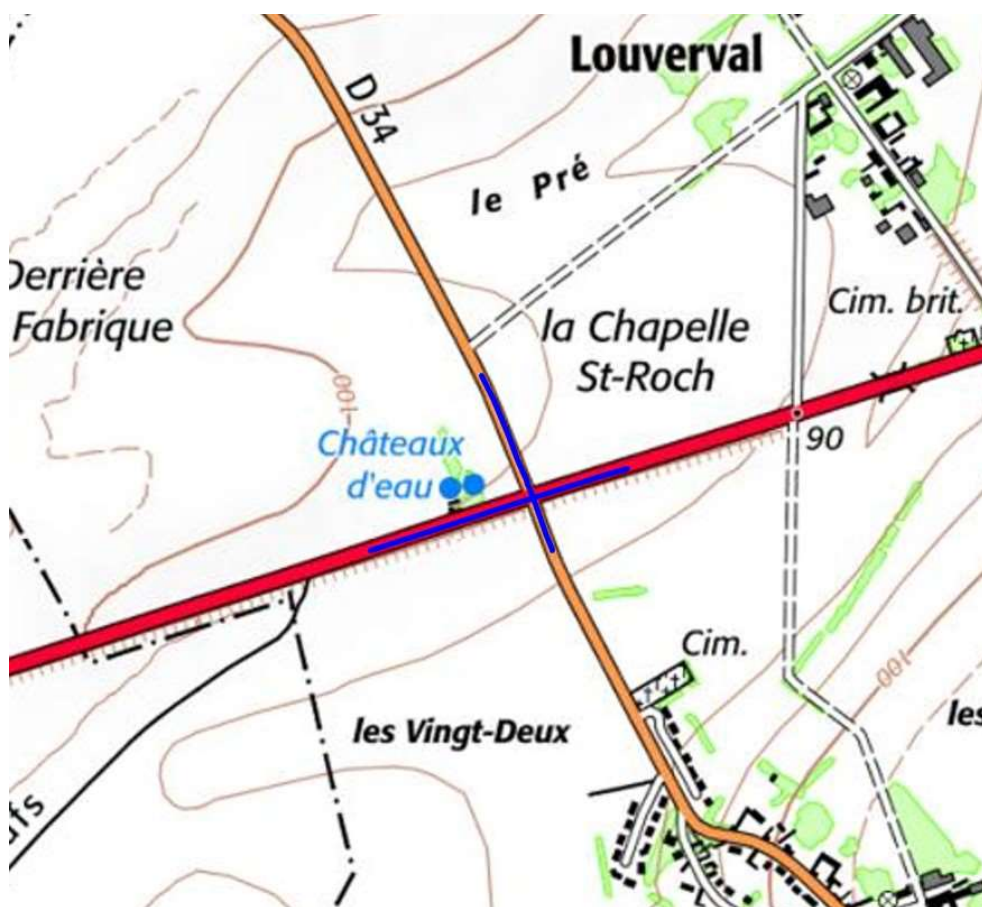 Louverval
D 34
le Pré
Derrière
Fabrique
la Chapelle
St-Roch
Cim. brit.
100
Châteaux
d'eau
90
Cim.
100
les Vingt-Deux
les